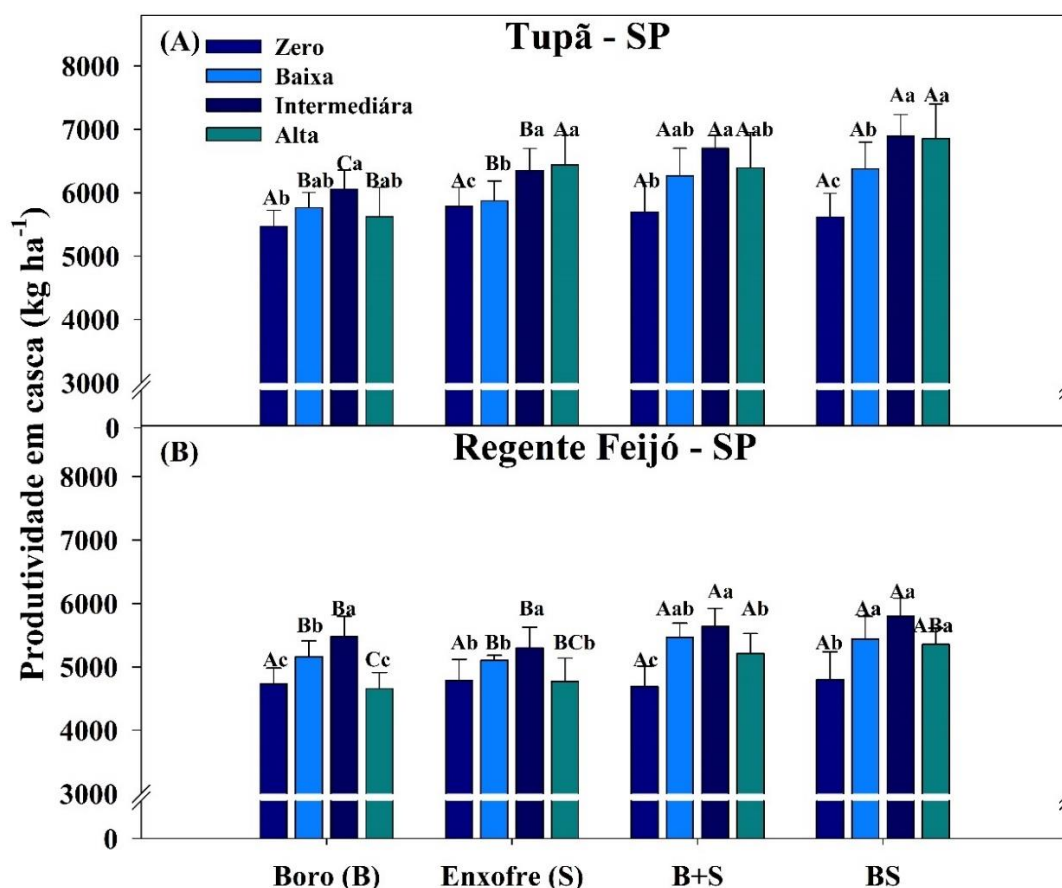 Produtividade em casca (kg ha-1)
(A)
Tupã - SP
Zero
Baixa
Intermediára
Alta
8000
7000
6000
5000
4000
3000
0
Ab Bab Ca Bab
Ac Bb Ba Aa
Ab Aab Aa Aab
Ac Ab Aa Aa
(B)
Regente Feijó - SP
8000
7000
6000
5000
4000
3000
0
Ac Bb Ba Cc
Ab Bb Ba BCb
Ac Aab Aa Ab
Ab Aa Aa ABa
Boro (B) Enxofre (S) B+S BS